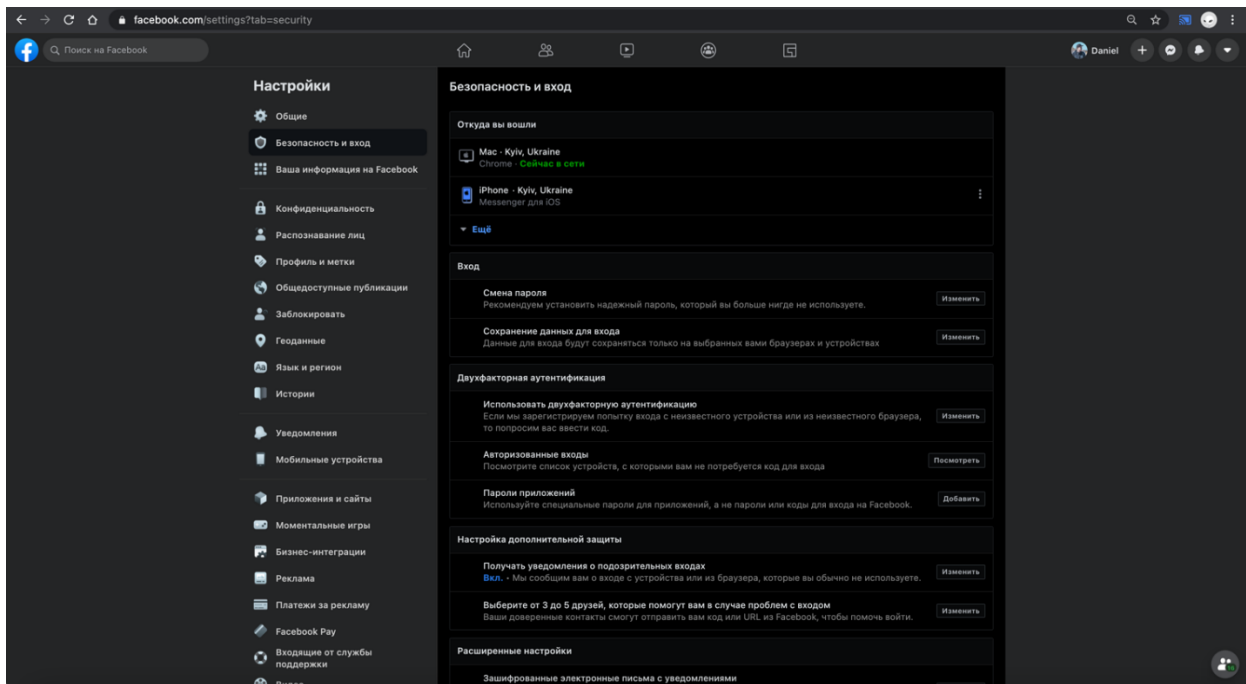 facebook.com/settings?tab=security
Поиск на Facebook
Daniel
Настройки
Общие
Безопасность и вход
Ваша информация на Facebook
Конфиденциальность
Распознавание лиц
Профиль и метки
Общедоступные публикации
Заблокировать
Геоданные
Aa Язык и регион
Истории
Уведомления
Мобильные устройства
Приложения и сайты
Моментальные игры
Бизнес-интеграции
Реклама
Платежи за рекламу
Facebook Pay
Входящие от службы
поддержки
Безопасность и вход
Откуда вы вошли
Mac · Kyiv, Ukraine
Chrome · Сейчас в сети
iPhone · Kyiv, Ukraine
Messenger для iOS
Ещё
Вход
Смена пароля
Рекомендуем установить надежный пароль, который вы больше нигде не используете.
Изменить
Сохранение данных для входа
Данные для входа будут сохраняться только на выбранных вами браузерах и устройствах
Изменить
Двухфакторная аутентификация
Использовать двухфакторную аутентификацию
Если мы зарегистрируем попытку входа с неизвестного устройства или из неизвестного браузера,
то попросим вас ввести код.
Изменить
Авторизованные входы
Посмотрите список устройств, с которыми вам не потребуется код для входа
Посмотреть
Пароли приложений
Используйте специальные пароли для приложений, а не пароли или коды для входа на Facebook.
Добавить
Настройка дополнительной защиты
Получать уведомления о подозрительных входах
Вкл. • Мы сообщим вам о входе с устройства или из браузера, которые вы обычно не используете.
Изменить
Выберите от 3 до 5 друзей, которые помогут вам в случае проблем с входом
Ваши доверенные контакты смогут отправить вам код или URL из Facebook, чтобы помочь войти.
Изменить
Расширенные настройки
Зашифрованные электронные письма с уведомлениями